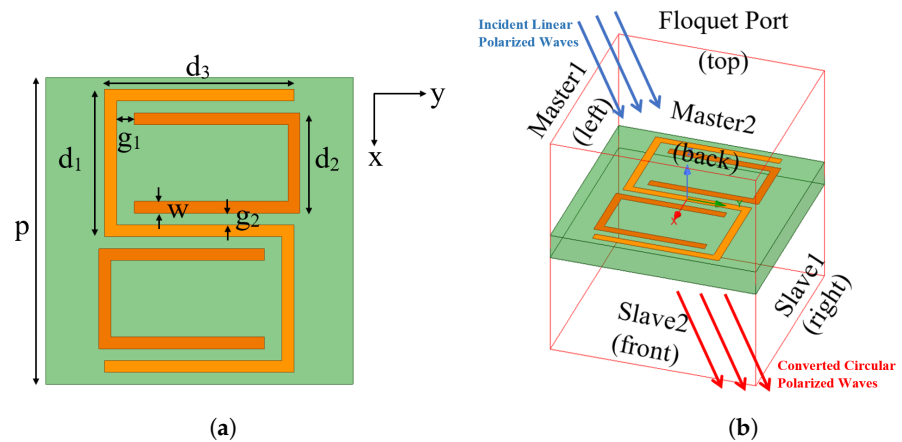 d₃
y
x
g₁
d₁
d₂
w
g₂
p
(a)
Incident Linear
Polarized Waves
Floquet Port
(top)
Master1
(left)
Master2
(back)
Y
X
Slave1
(right)
Slave2
(front)
Converted Circular
Polarized Waves
(b)